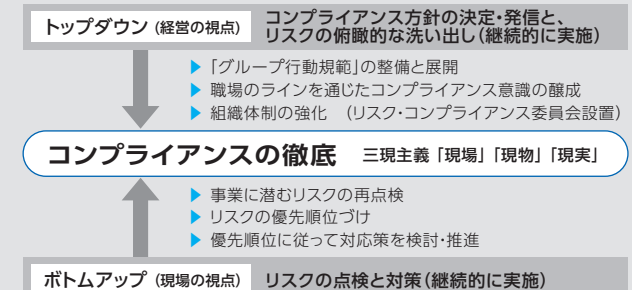 トップダウン（経営の視点）
コンプライアンス方針の決定・発信と、
リスクの俯瞰的な洗い出し（継続的に実施）
▶ 「グループ行動規範」の整備と展開
▶ 職場のラインを通じたコンプライアンス意識の醸成
▶ 組織体制の強化　（リスク・コンプライアンス委員会設置）
コンプライアンスの徹底　三現主義「現場」「現物」「現実」
▶ 事業に潜むリスクの再点検
▶ リスクの優先順位づけ
▶ 優先順位に従って対応策を検討・推進
ボトムアップ（現場の視点）　リスクの点検と対策（継続的に実施）